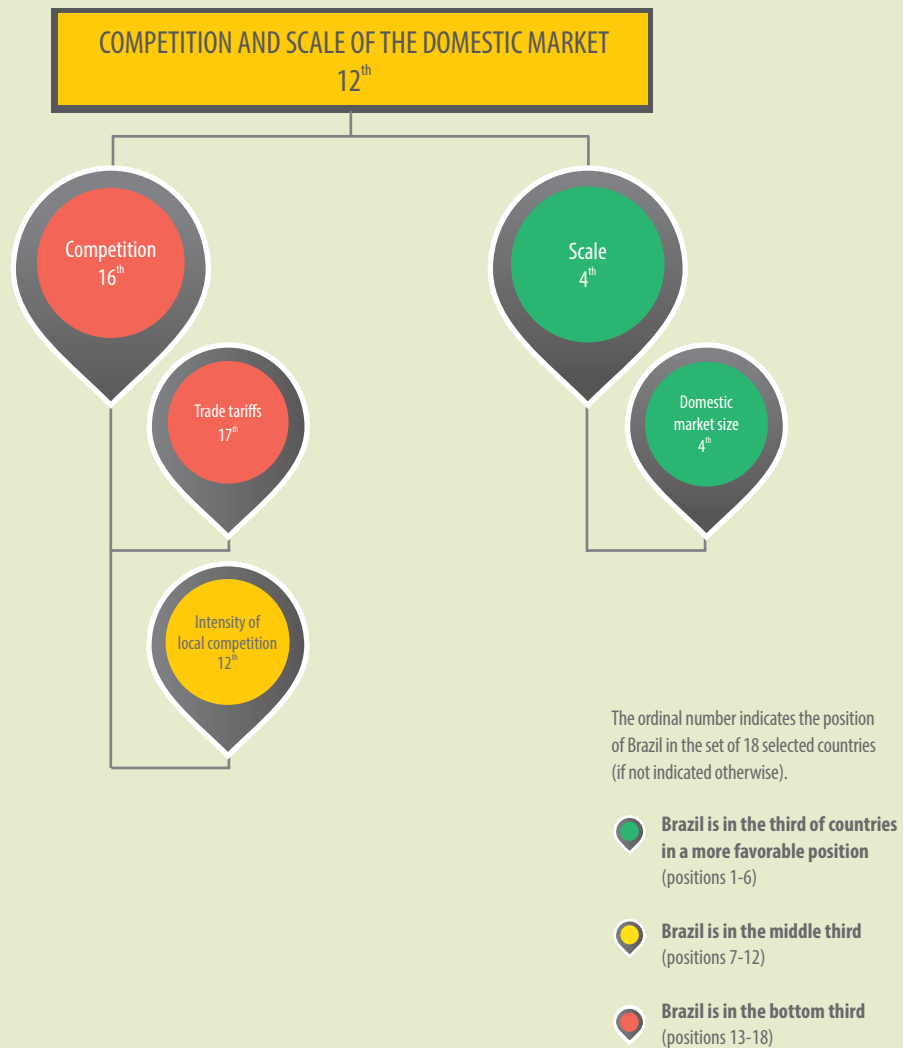 COMPETITION AND SCALE OF THE DOMESTIC MARKET
12th
Competition
16th
Scale
4th
Trade tariffs
17th
Domestic
market size
4th
Intensity of
local competition
12th
The ordinal number indicates the position
of Brazil in the set of 18 selected countries
(if not indicated otherwise).
Brazil is in the third of countries
in a more favorable position
(positions 1-6)
Brazil is in the middle third
(positions 7-12)
Brazil is in the bottom third
(positions 13-18)